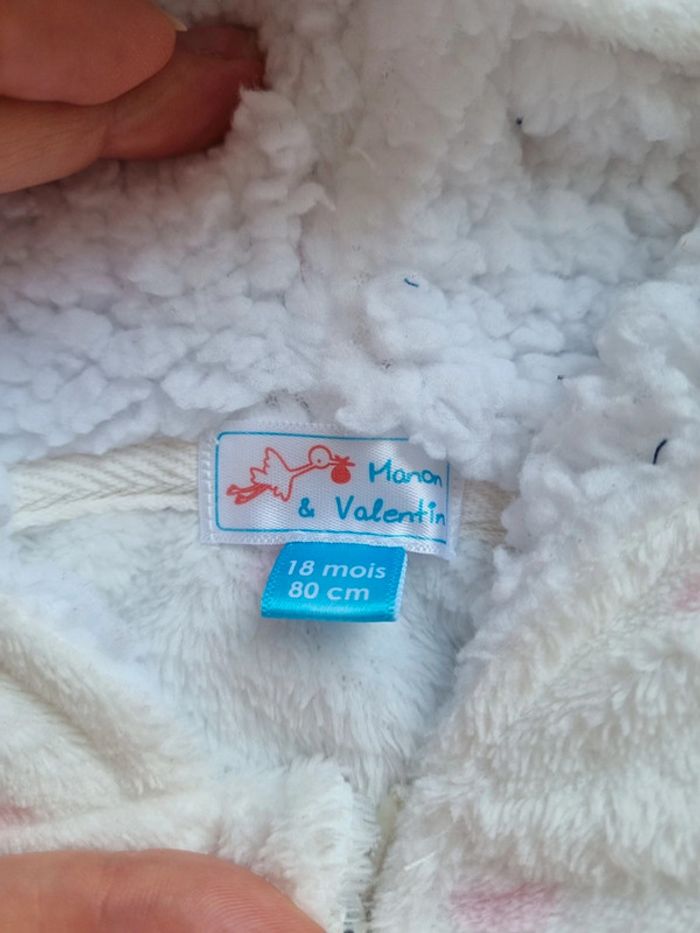 Manon
& Valentin
18 mois
80 cm